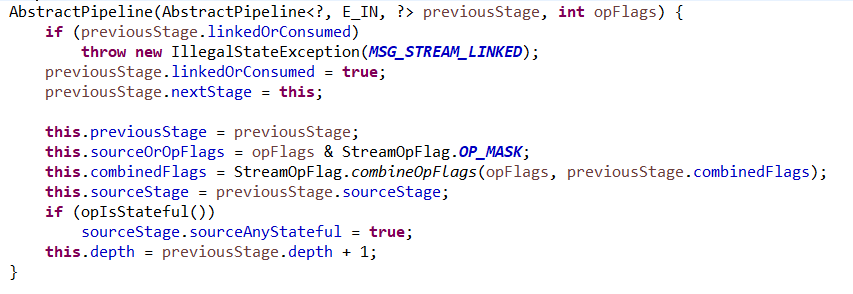 AbstractPipeline(AbstractPipeline<?, E_IN, ?> previousStage, int opFlags) {
    if (previousStage.linkedOrConsumed)
        throw new IllegalStateException(MSG_STREAM_LINKED);
    previousStage.linkedOrConsumed = true;
    previousStage.nextStage = this;

    this.previousStage = previousStage;
    this.sourceOrOpFlags = opFlags & StreamOpFlag.OP_MASK;
    this.combinedFlags = StreamOpFlag.combineOpFlags(opFlags, previousStage.combinedFlags);
    this.sourceStage = previousStage.sourceStage;
    if (opIsStateful())
        sourceStage.sourceAnyStateful = true;
    this.depth = previousStage.depth + 1;
}